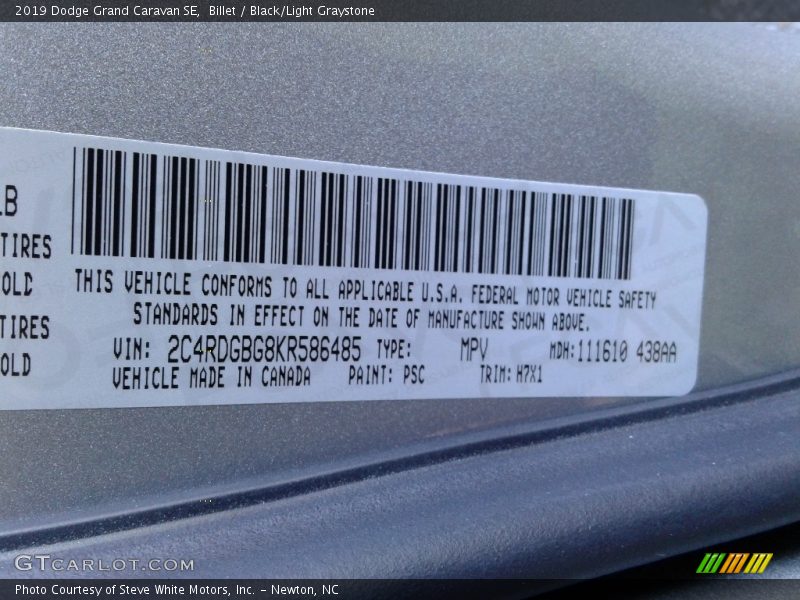 2019 Dodge Grand Caravan SE, Billet / Black/Light Graystone
LB
TIRES
OLD
TIRES
OLD
THIS VEHICLE CONFORMS TO ALL APPLICABLE U.S.A. FEDERAL MOTOR VEHICLE SAFETY
STANDARDS IN EFFECT ON THE DATE OF MANUFACTURE SHOWN ABOVE.
VIN: 2C4RDGBG8KR586485 TYPE: MPV MDH:111610 438AA
VEHICLE MADE IN CANADA PAINT: PSC TRIM: H7X1
GTCARLOT.COM
Photo Courtesy of Steve White Motors, Inc. – Newton, NC